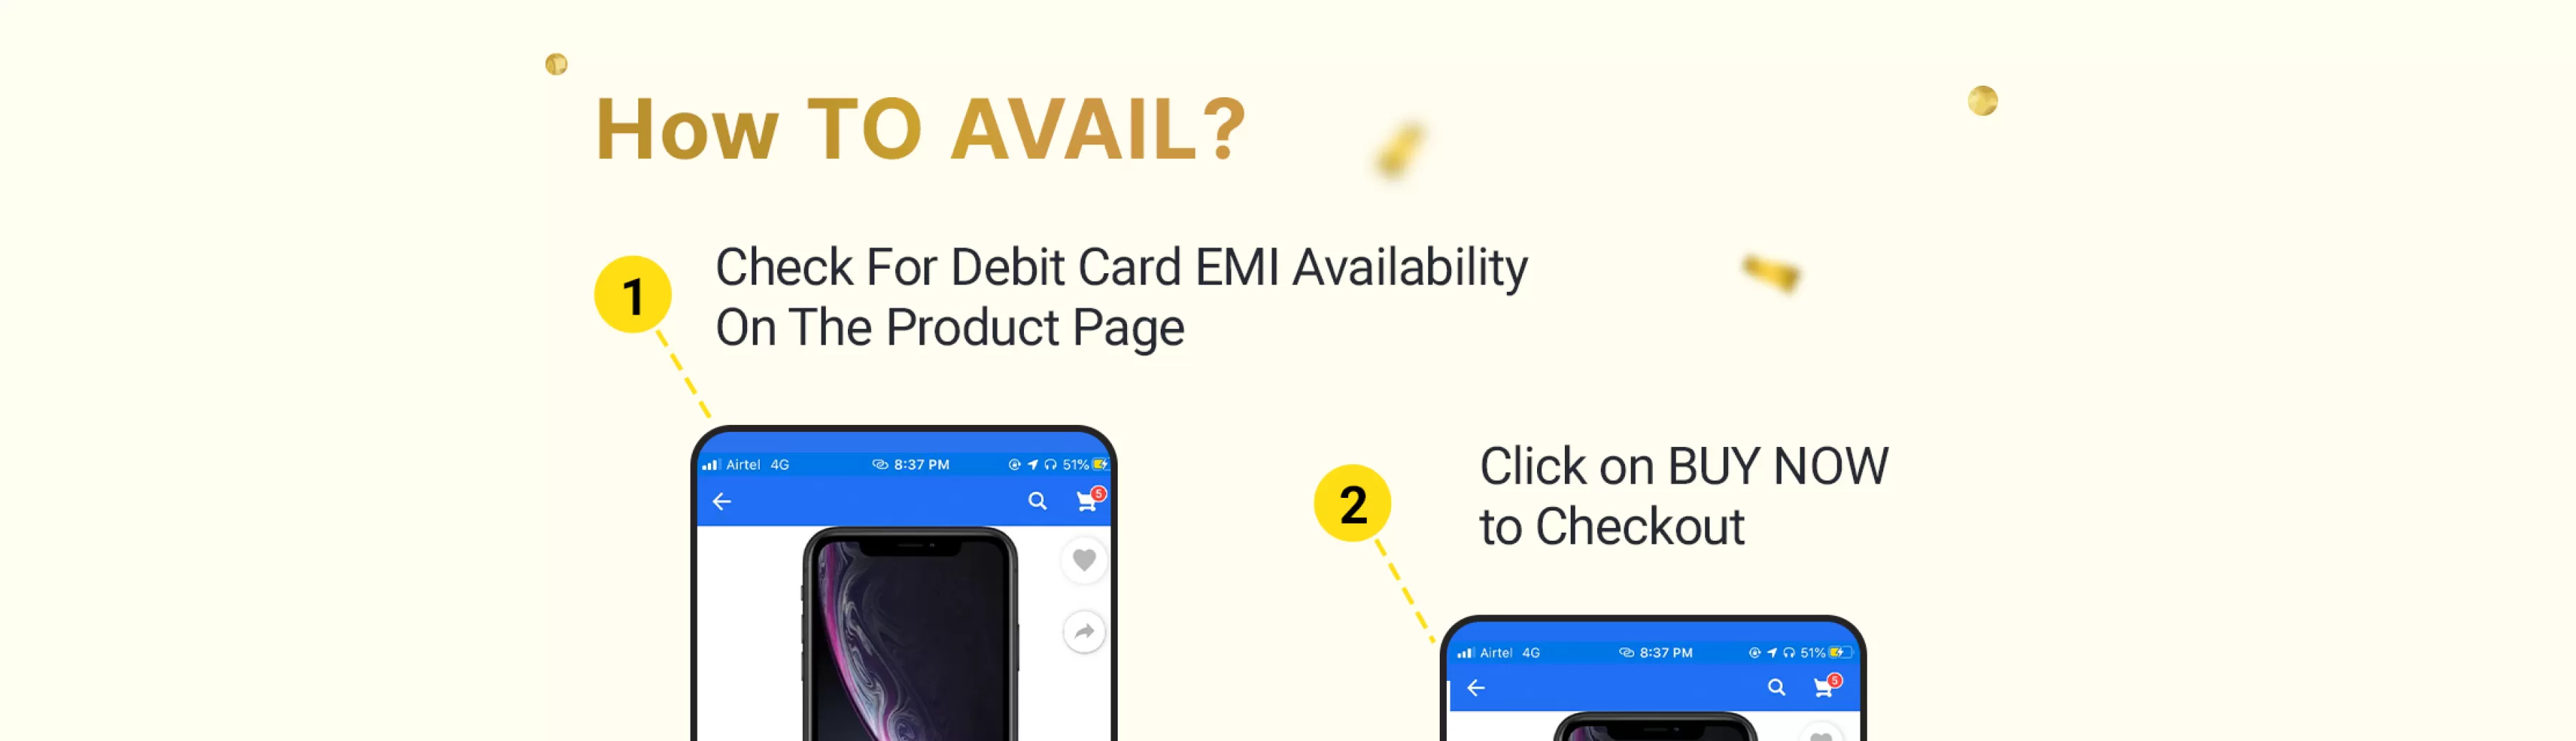 How TO AVAIL?
1
Check For Debit Card EMI Availability
On The Product Page
Airtel 4G 8:37 PM 51%
5
2
Click on BUY NOW
to Checkout
Airtel 4G 8:37 PM 51%
5